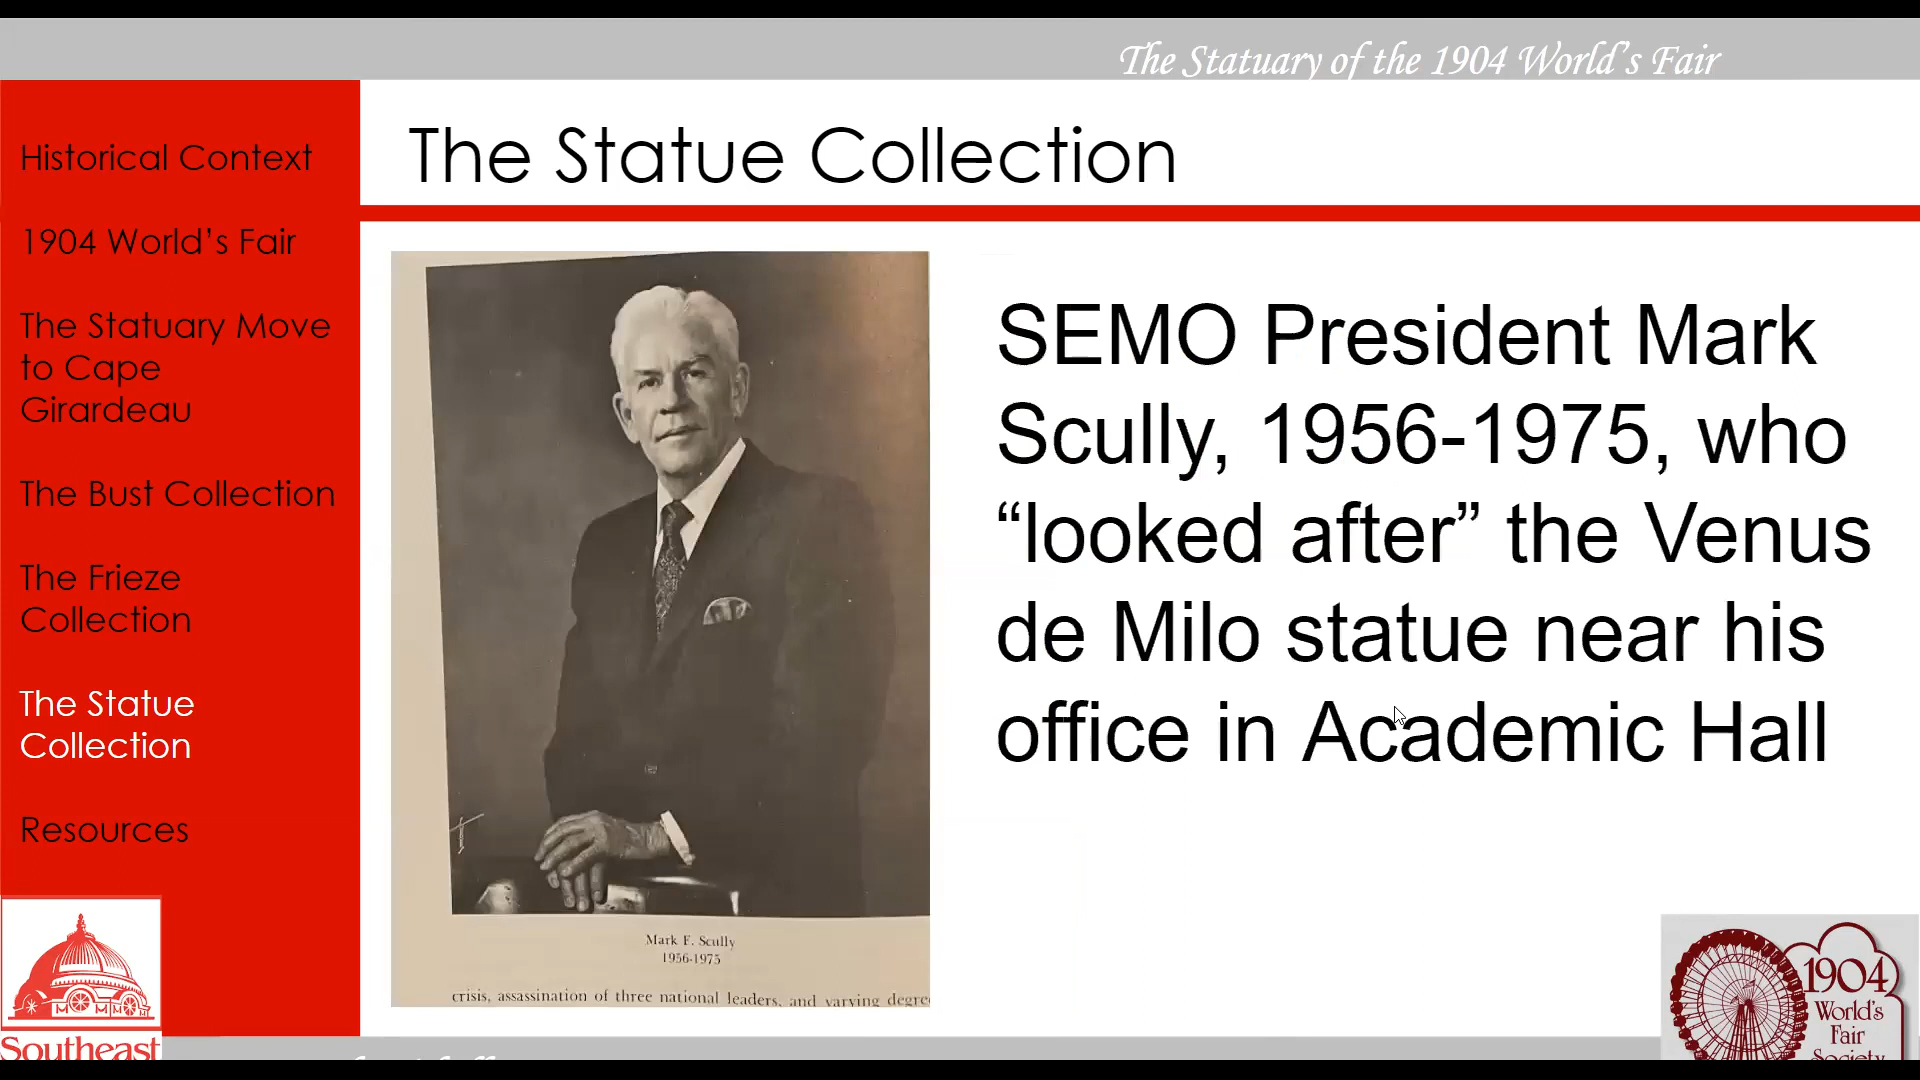 The Statuary of the 1904 World's Fair
The Statue Collection
Historical Context
1904 World's Fair
The Statuary Move
to Cape
Girardeau
The Bust Collection
The Frieze
Collection
The Statue
Collection
Resources
SEMO President Mark
Scully, 1956-1975, who
“looked after” the Venus
de Milo statue near his
office in Academic Hall
Mark F. Scully
1956-1975
crisis, assassination of three national leaders, and varying
Southeast
1904
World's
Fair
Society